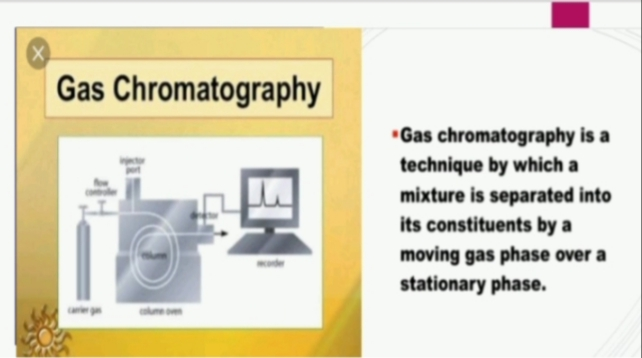 X
Gas Chromatography
injector
port
flow
controller
detector
column
recorder
carrier gas
column oven
•Gas chromatography is a
technique by which a
mixture is separated into
its constituents by a
moving gas phase over a
stationary phase.